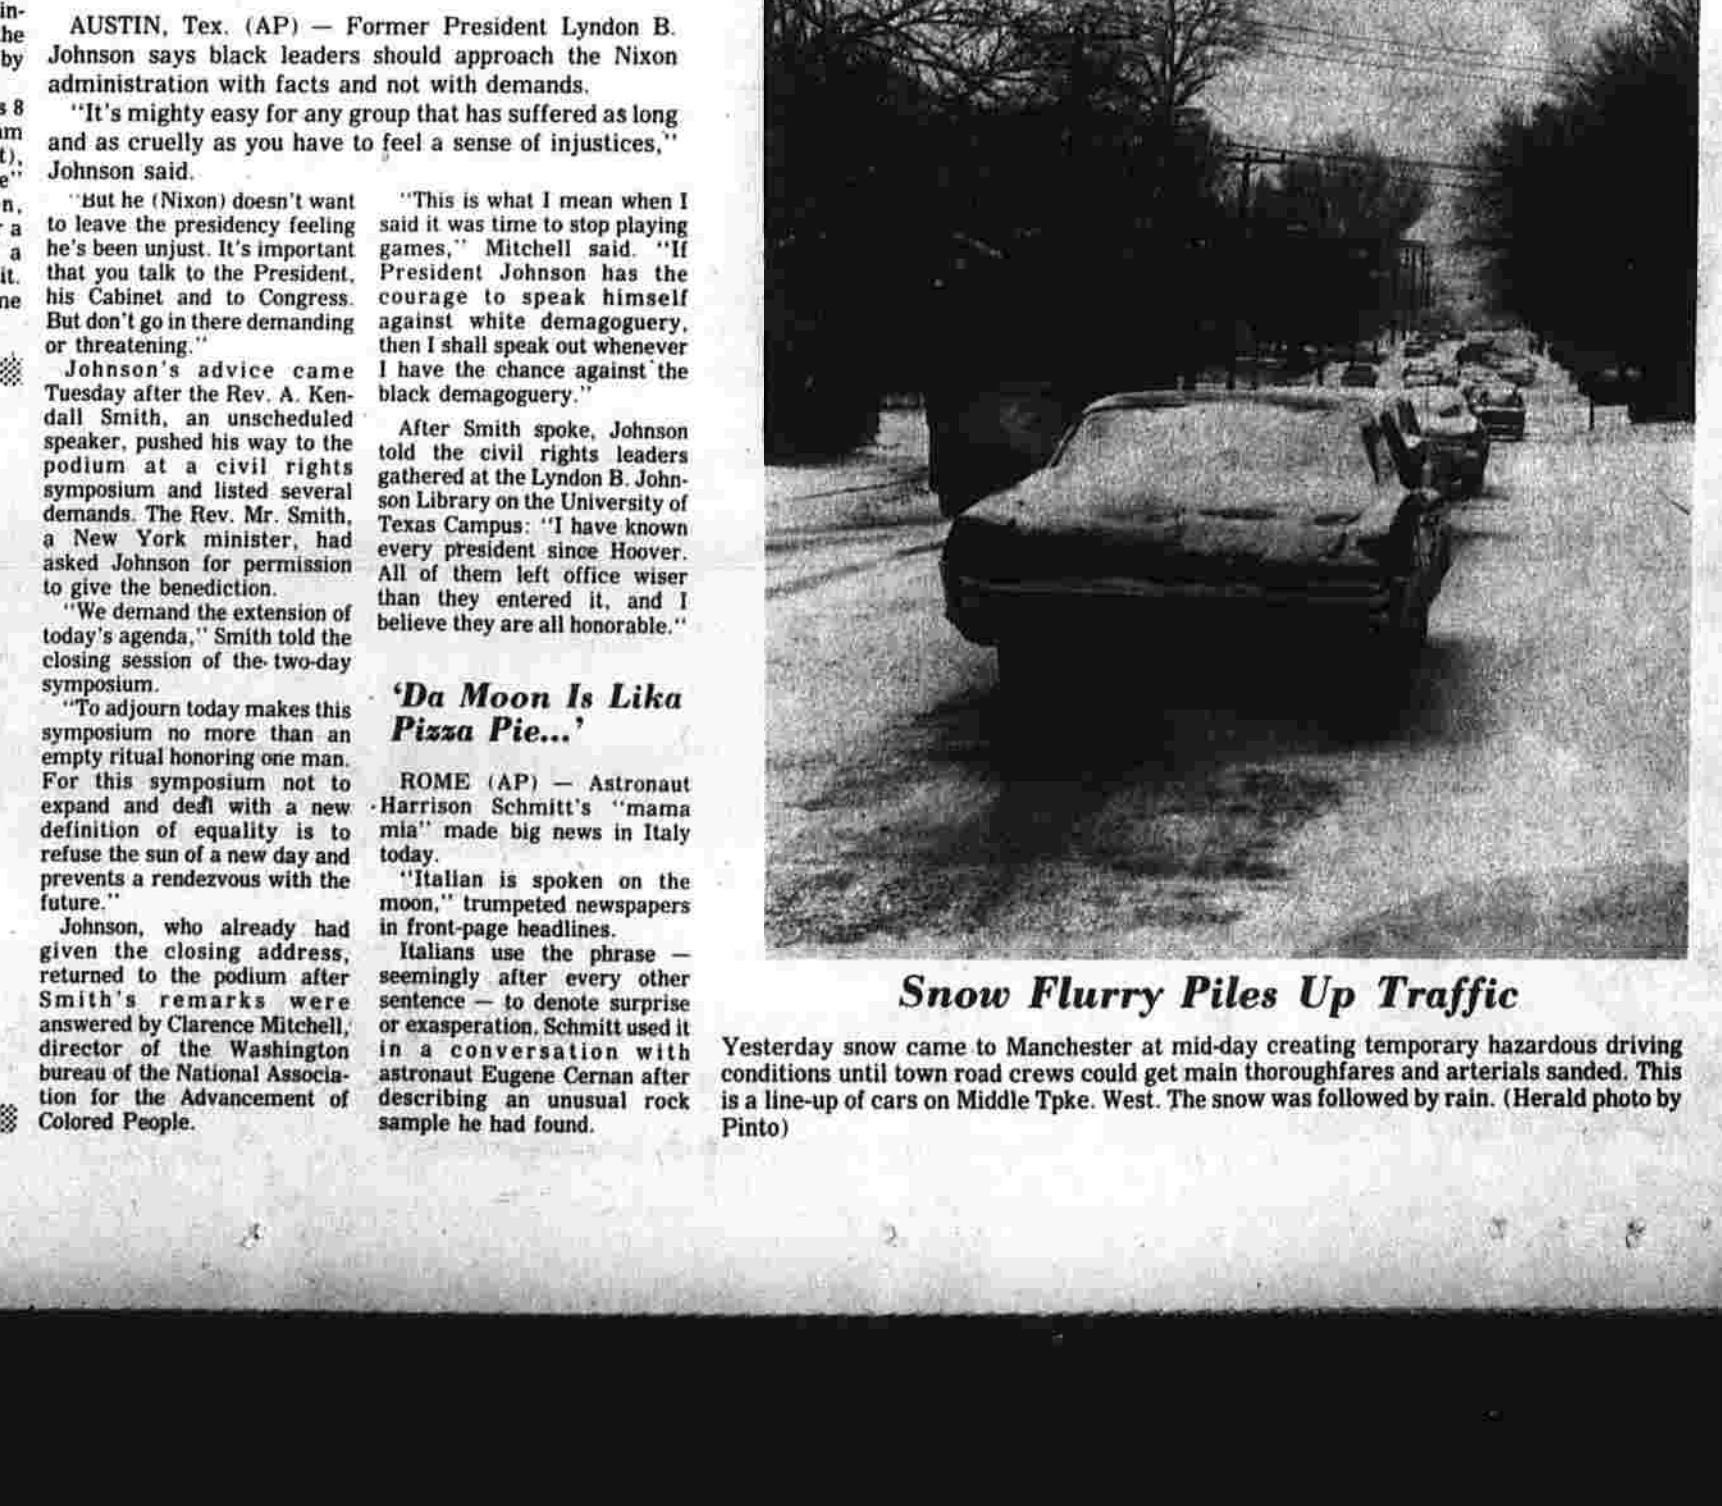 in-
he
by
s 8
am
t),
e"
n,
a
a
it.
ne
AUSTIN, Tex. (AP) — Former President Lyndon B.
Johnson says black leaders should approach the Nixon
administration with facts and not with demands.
"It's mighty easy for any group that has suffered as long
and as cruelly as you have to feel a sense of injustices,"
Johnson said.
"But he (Nixon) doesn't want
to leave the presidency feeling
he's been unjust. It's important
that you talk to the President,
his Cabinet and to Congress.
But don't go in there demanding
or threatening."
Johnson's advice came
Tuesday after the Rev. A. Ken-
dall Smith, an unscheduled
speaker, pushed his way to the
podium at a civil rights
symposium and listed several
demands. The Rev. Mr. Smith,
a New York minister, had
asked Johnson for permission
to give the benediction.
"We demand the extension of
today's agenda," Smith told the
closing session of the two-day
symposium.
"To adjourn today makes this
symposium no more than an
empty ritual honoring one man.
For this symposium not to
expand and deal with a new
definition of equality is to
refuse the sun of a new day and
prevents a rendezvous with the
future."
Johnson, who already had
given the closing address,
returned to the podium after
Smith's remarks were
answered by Clarence Mitchell,
director of the Washington
bureau of the National Associa-
tion for the Advancement of
Colored People.
"This is what I mean when I
said it was time to stop playing
games," Mitchell said. "If
President Johnson has the
courage to speak himself
against white demagoguery,
then I shall speak out whenever
I have the chance against the
black demagoguery."
After Smith spoke, Johnson
told the civil rights leaders
gathered at the Lyndon B. John-
son Library on the University of
Texas Campus: "I have known
every president since Hoover.
All of them left office wiser
than they entered it, and I
believe they are all honorable."
'Da Moon Is Lika
Pizza Pie...'
ROME (AP) — Astronaut
Harrison Schmitt's "mama
mia" made big news in Italy
today.
"Italian is spoken on the
moon," trumpeted newspapers
in front-page headlines.
Italians use the phrase —
seemingly after every other
sentence — to denote surprise
or exasperation. Schmitt used it
in a conversation with
astronaut Eugene Cernan after
describing an unusual rock
sample he had found.
Snow Flurry Piles Up Traffic
Yesterday snow came to Manchester at mid-day creating temporary hazardous driving
conditions until town road crews could get main thoroughfares and arterials sanded. This
is a line-up of cars on Middle Tpke. West. The snow was followed by rain. (Herald photo by
Pinto)